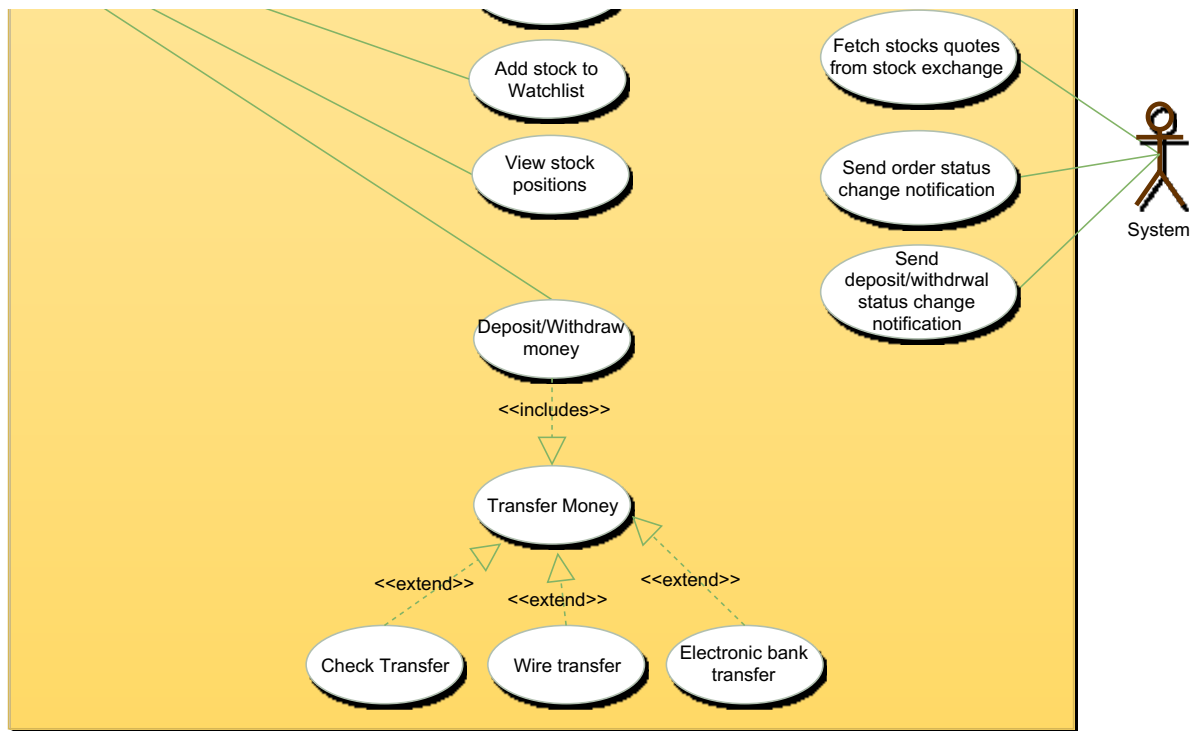 Add stock to
Watchlist
View stock
positions
Fetch stocks quotes
from stock exchange
Send order status
change notification
Send
deposit/withdrwal
status change
notification
System
Deposit/Withdraw
money
<<includes>>
Transfer Money
<<extend>>
<<extend>>
<<extend>>
Check Transfer
Wire transfer
Electronic bank
transfer